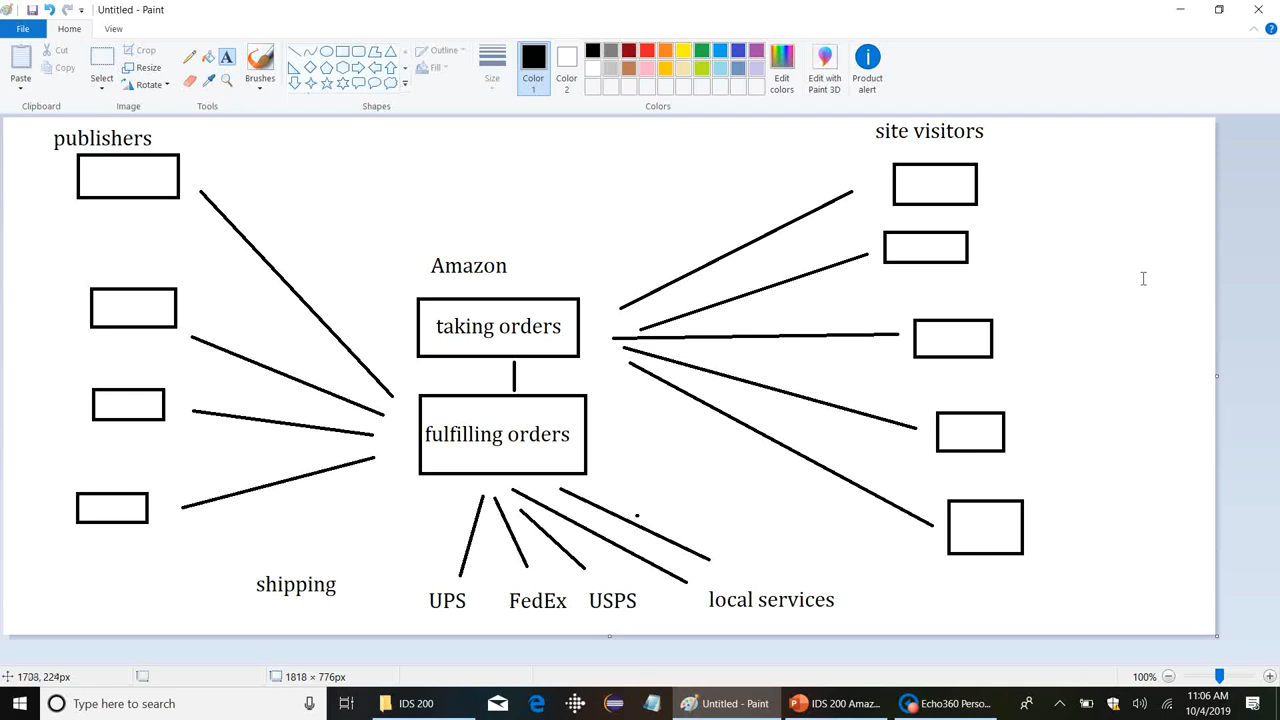 Untitled - Paint
File
Home
View
Paste
Cut
Copy
Select
Crop
Resize
Rotate
Brushes
Outline
Fill
Size
Color
1
Color
2
Edit
colors
Edit with
Paint 3D
Product
alert
Clipboard
Image
Tools
Shapes
Colors
publishers
site visitors
Amazon
taking orders
fulfilling orders
shipping
UPS
FedEx
USPS
local services
1708, 224px
1818 × 776px
100%
Type here to search
IDS 200
Untitled - Paint
IDS 200 Amaz...
Echo360 Perso...
11:06 AM
10/4/2019